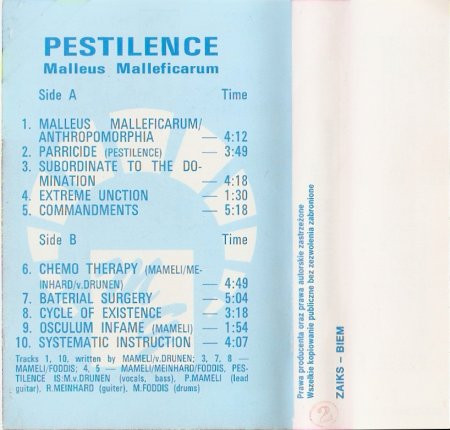 PESTILENCE
Malleus Malleficarum
Side A Time
1. MALLEUS MALLEFICARUM/
ANTHROPOMORPHIA — 4:12
2. PARRICIDE (PESTILENCE) — 3:49
3. SUBORDINATE TO THE DO-
MINATION — 4:18
4. EXTREME UNCTION — 1:30
5. COMMANDMENTS — 5:18
Side B Time
6. CHEMO THERAPY (MAMELI/ME-
INHARD/v.DRUNEN) — 4:49
7. BATERIAL SURGERY — 5:04
8. CYCLE OF EXISTENCE — 3:18
9. OSCULUM INFAME (MAMELI) — 1:54
10. SYSTEMATIC INSTRUCTION — 4:07
Tracks 1, 10, written by MAMELI/v.DRUNEN; 3, 7, 8 —
MAMELI/FODDIS; 4, 5 — MAMELI/MEINHARD/FODDIS, PES-
TILENCE IS:M.v.DRUNEN (vocals, bass), P.MAMELI (lead
guitar), R.MEINHARD (guiter), M.FODDIS (drums)
Prawa producenta oraz prawa autorskie zastrzeżone
Wszelkie kopiowanie publiczne bez zezwolenia zabronione
ZAIKS – BIEM
2